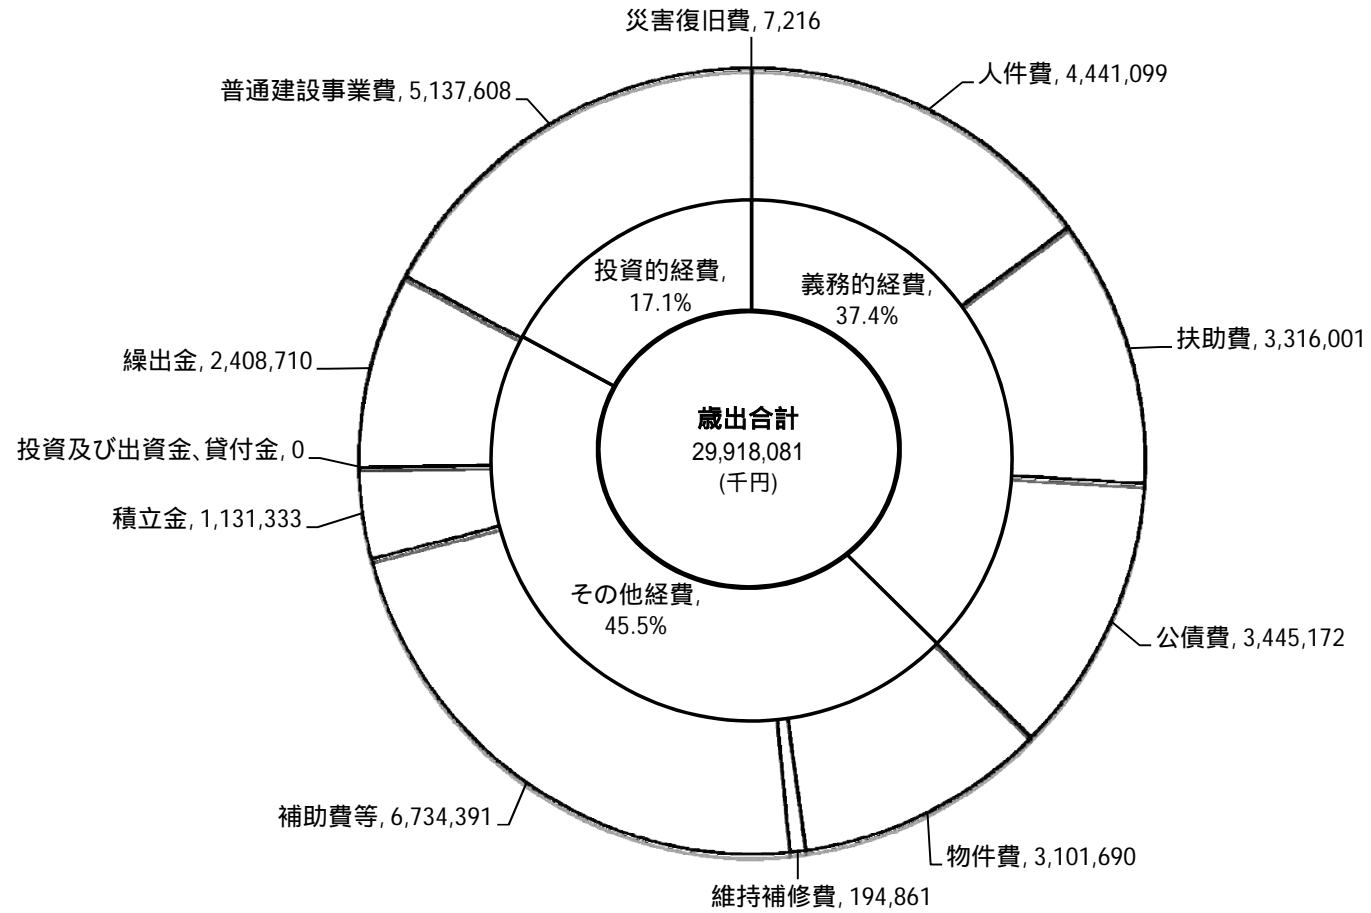 災害復旧費, 7,216
人件費, 4,441,099
普通建設事業費, 5,137,608
投資的経費,
17.1%
義務的経費,
37.4%
扶助費, 3,316,001
繰出金, 2,408,710
歳出合計
29,918,081
(千円)
投資及び出資金、貸付金, 0
積立金, 1,131,333
その他経費,
45.5%
公債費, 3,445,172
補助費等, 6,734,391
物件費, 3,101,690
維持補修費, 194,861